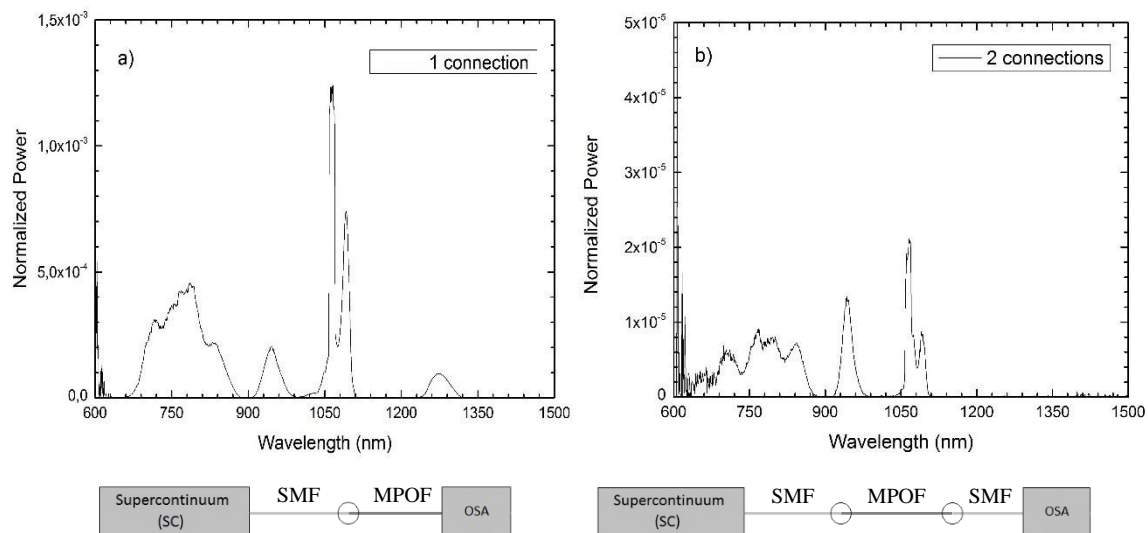 a)
1 connection
1,5x10⁻³
1,0x10⁻³
5,0x10⁻⁴
0,0
600 750 900 1050 1200 1350 1500
Normalized Power
Wavelength (nm)
b)
2 connections
5x10⁻⁵
4x10⁻⁵
3x10⁻⁵
2x10⁻⁵
1x10⁻⁵
0
600 750 900 1050 1200 1350 1500
Normalized Power
Wavelength (nm)
Supercontinuum
(SC)
SMF
MPOF
OSA
Supercontinuum
(SC)
SMF
MPOF
SMF
OSA